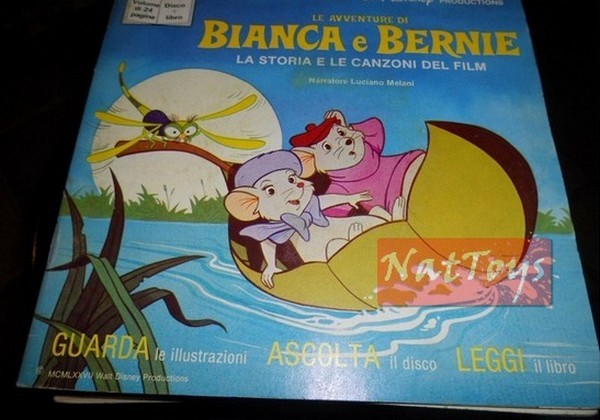 Volume Disco
di 24 +
pagine libro
PRODUCTIONS
LE AVVENTURE DI
BIANCA e BERNIE
LA STORIA E LE CANZONI DEL FILM
Narratore Luciano Melani
NatToys
GUARDA le illustrazioni ASCOLTA il disco LEGGI il libro
© MCMLXXVII Walt Disney Productions